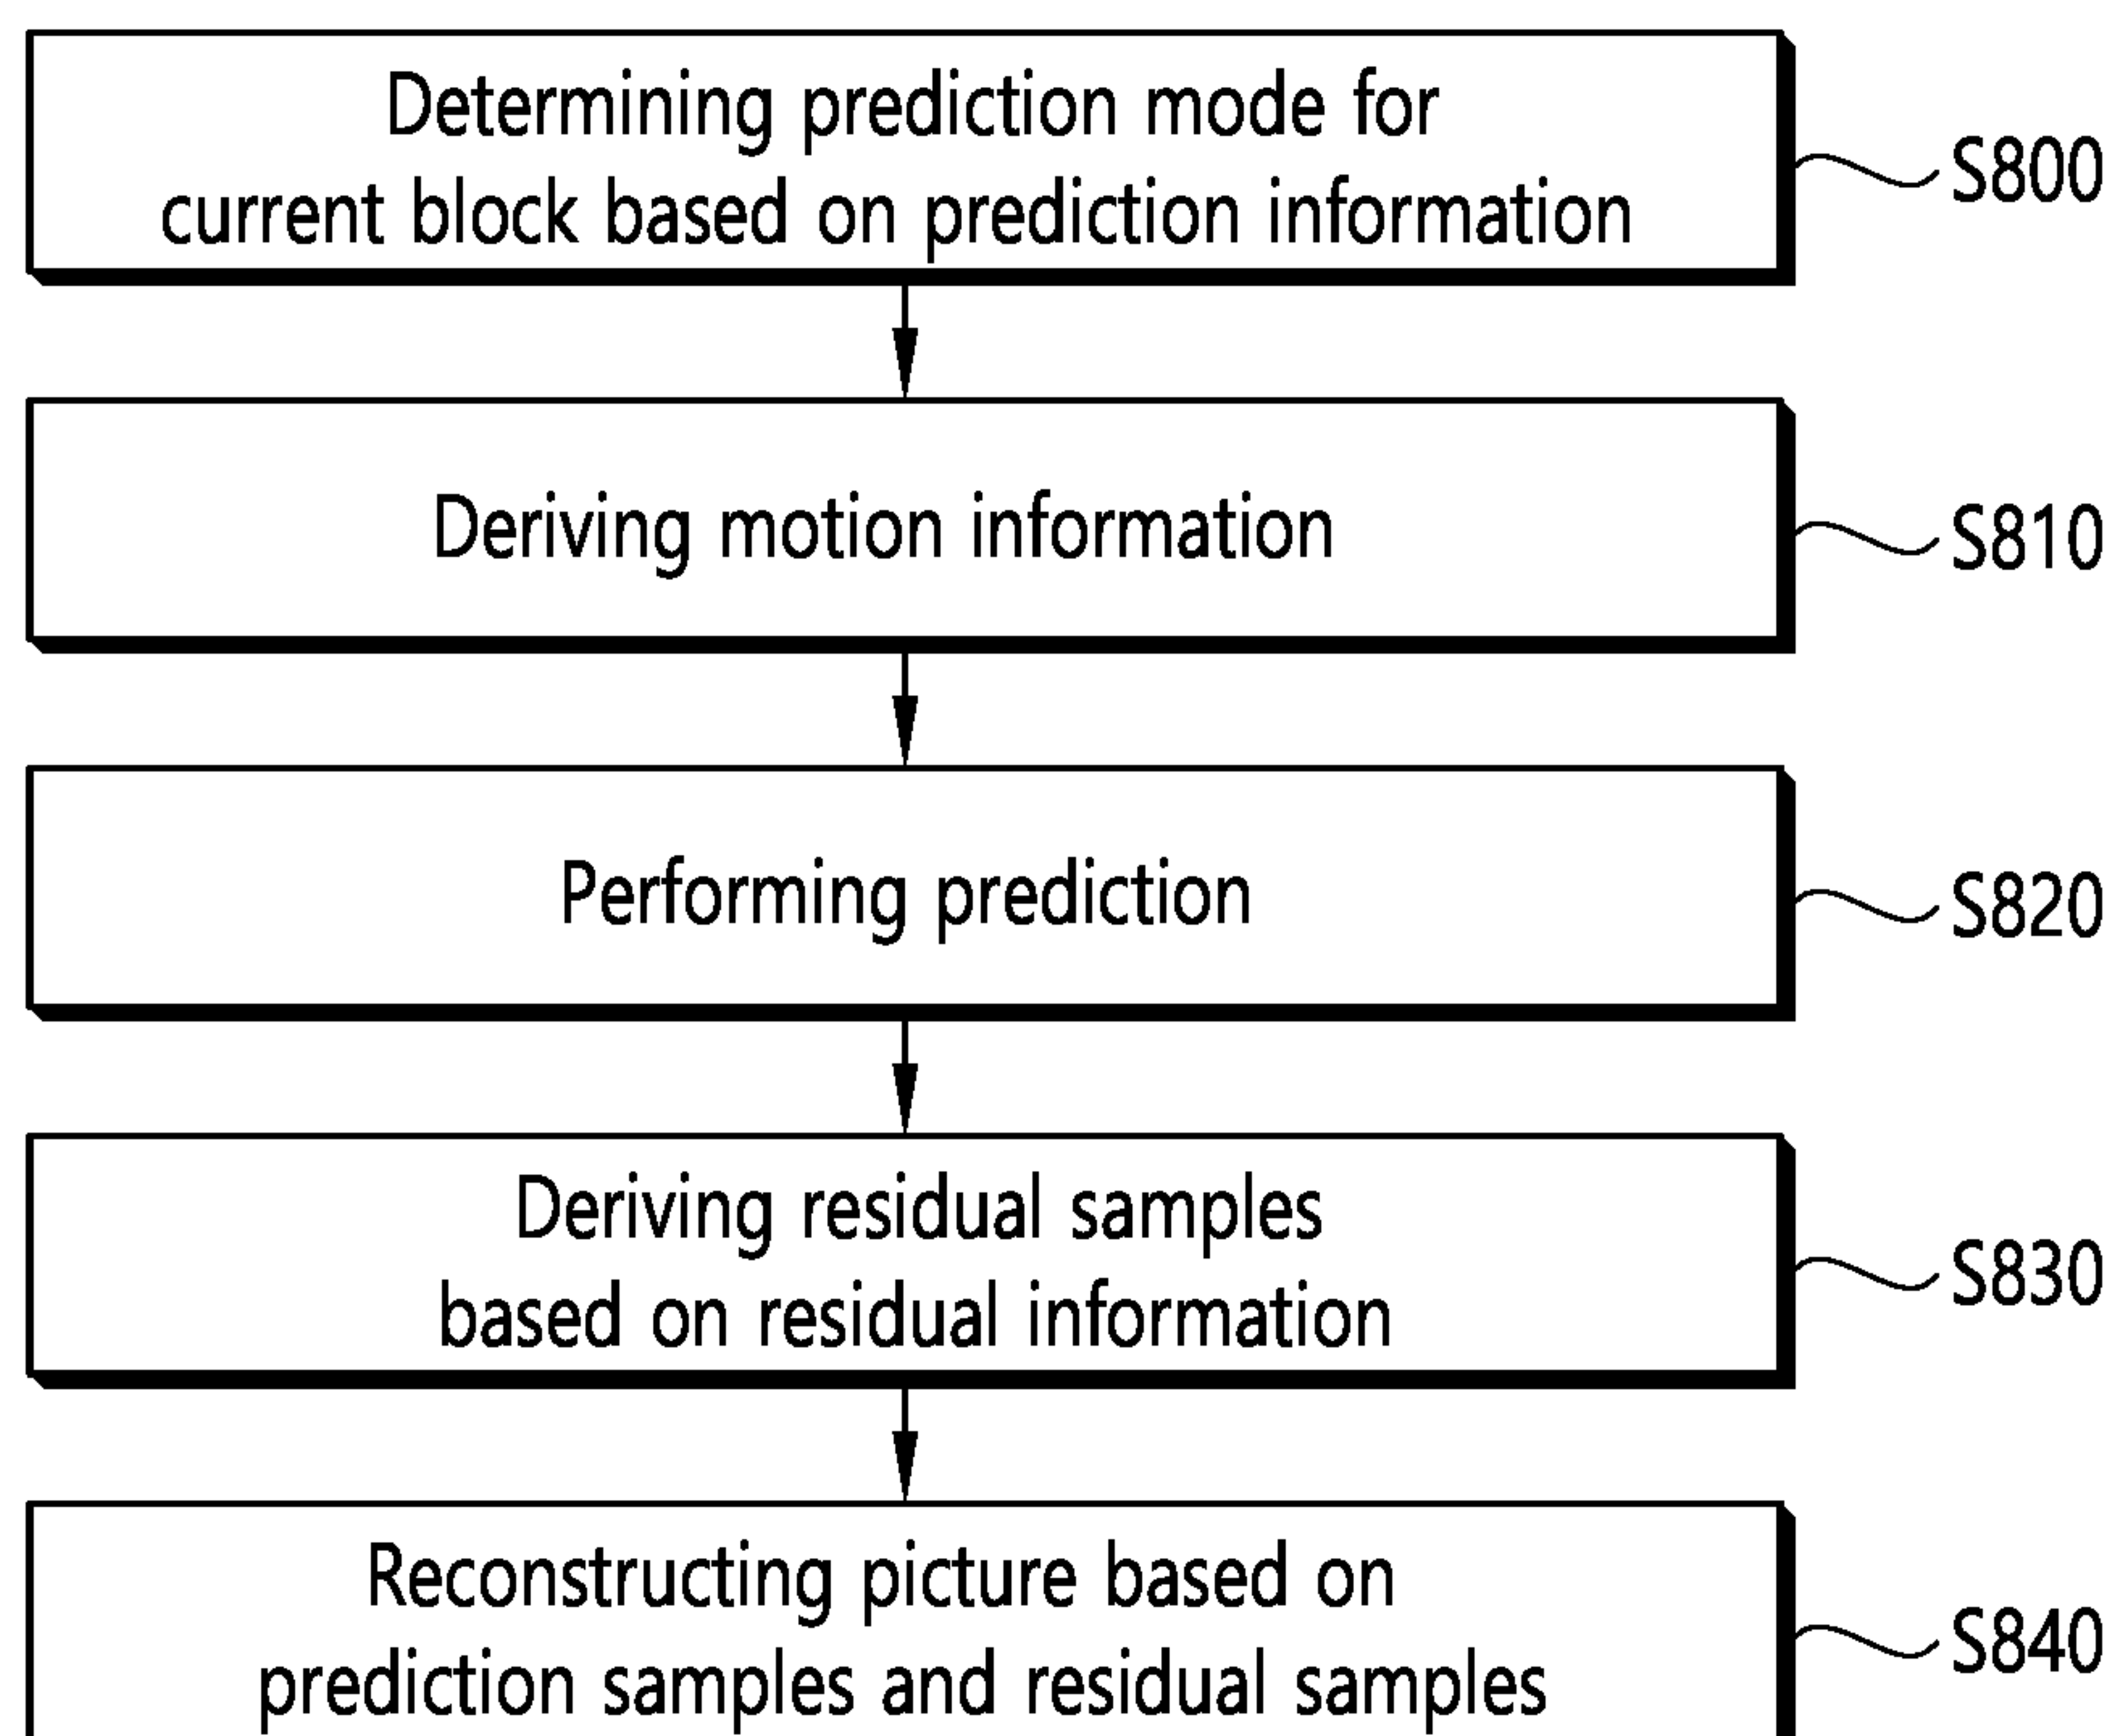 Determining prediction mode for
current block based on prediction information
S800
Deriving motion information
S810
Performing prediction
S820
Deriving residual samples
based on residual information
S830
Reconstructing picture based on
prediction samples and residual samples
S840